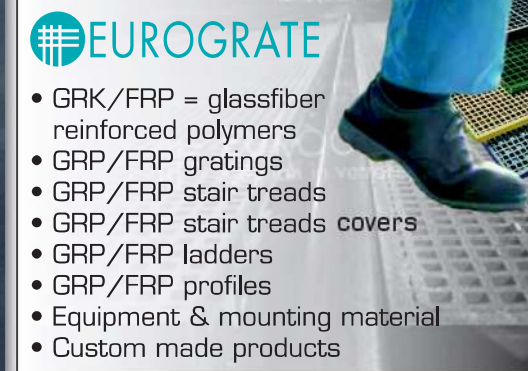 EUROGRATE
• GRK/FRP = glassfiber
reinforced polymers
• GRP/FRP gratings
• GRP/FRP stair treads
• GRP/FRP stair treads covers
• GRP/FRP ladders
• GRP/FRP profiles
• Equipment & mounting material
• Custom made products